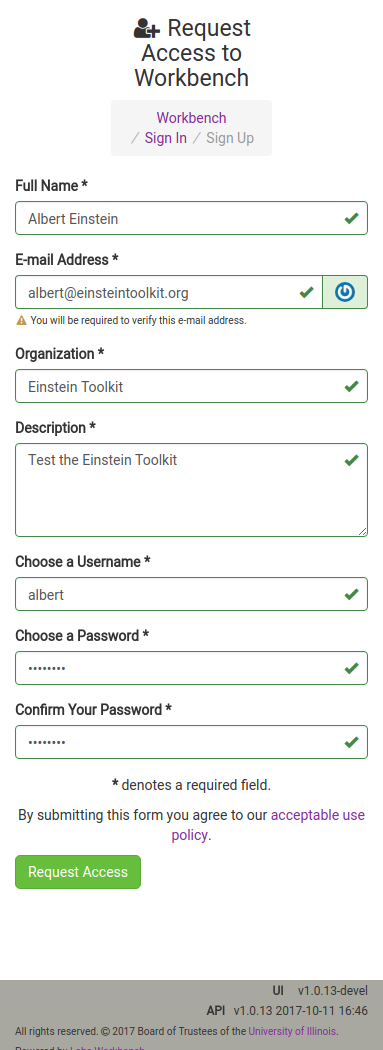 Request
Access to
Workbench
Workbench
/ Sign In / Sign Up
Full Name *
Albert Einstein
E-mail Address *
albert@einsteintoolkit.org
You will be required to verify this e-mail address.
Organization *
Einstein Toolkit
Description *
Test the Einstein Toolkit
Choose a Username *
albert
Choose a Password *
••••••••
Confirm Your Password *
••••••••
* denotes a required field.
By submitting this form you agree to our acceptable use
policy.
Request Access
UI v1.0.13-devel
API v1.0.13 2017-10-11 16:46
All rights reserved. © 2017 Board of Trustees of the University of Illinois.
Powered by Labs Workbench